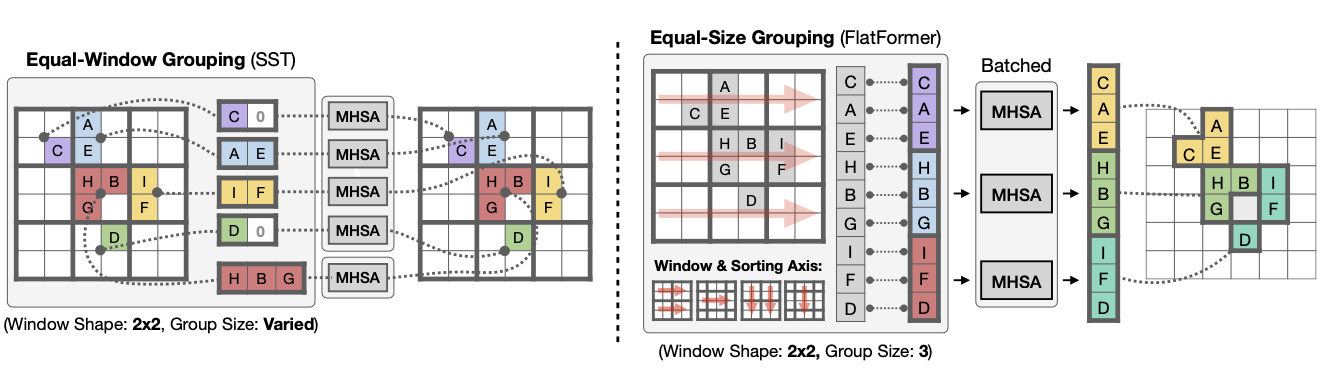 Equal-Window Grouping (SST)
A
C E
H B I
G F
D
C 0
A E
I F
D 0
H B G
MHSA
MHSA
MHSA
MHSA
MHSA
A
C E
H B I
G F
D
(Window Shape: 2x2, Group Size: Varied)
Equal-Size Grouping (FlatFormer)
A
C E
H B I
G F
D
Window & Sorting Axis:
C
A
E
H
B
G
I
F
D
C
A
E
H
B
G
I
F
D
Batched
MHSA
MHSA
MHSA
C
A
E
H
B
G
I
F
D
A
C E
H B I
G F
D
(Window Shape: 2x2, Group Size: 3)